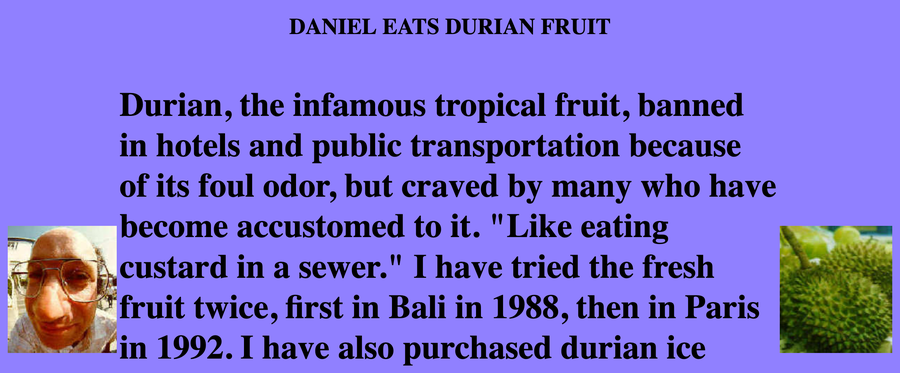 DANIEL EATS DURIAN FRUIT
Durian, the infamous tropical fruit, banned
in hotels and public transportation because
of its foul odor, but craved by many who have
become accustomed to it. "Like eating
custard in a sewer." I have tried the fresh
fruit twice, first in Bali in 1988, then in Paris
in 1992. I have also purchased durian ice